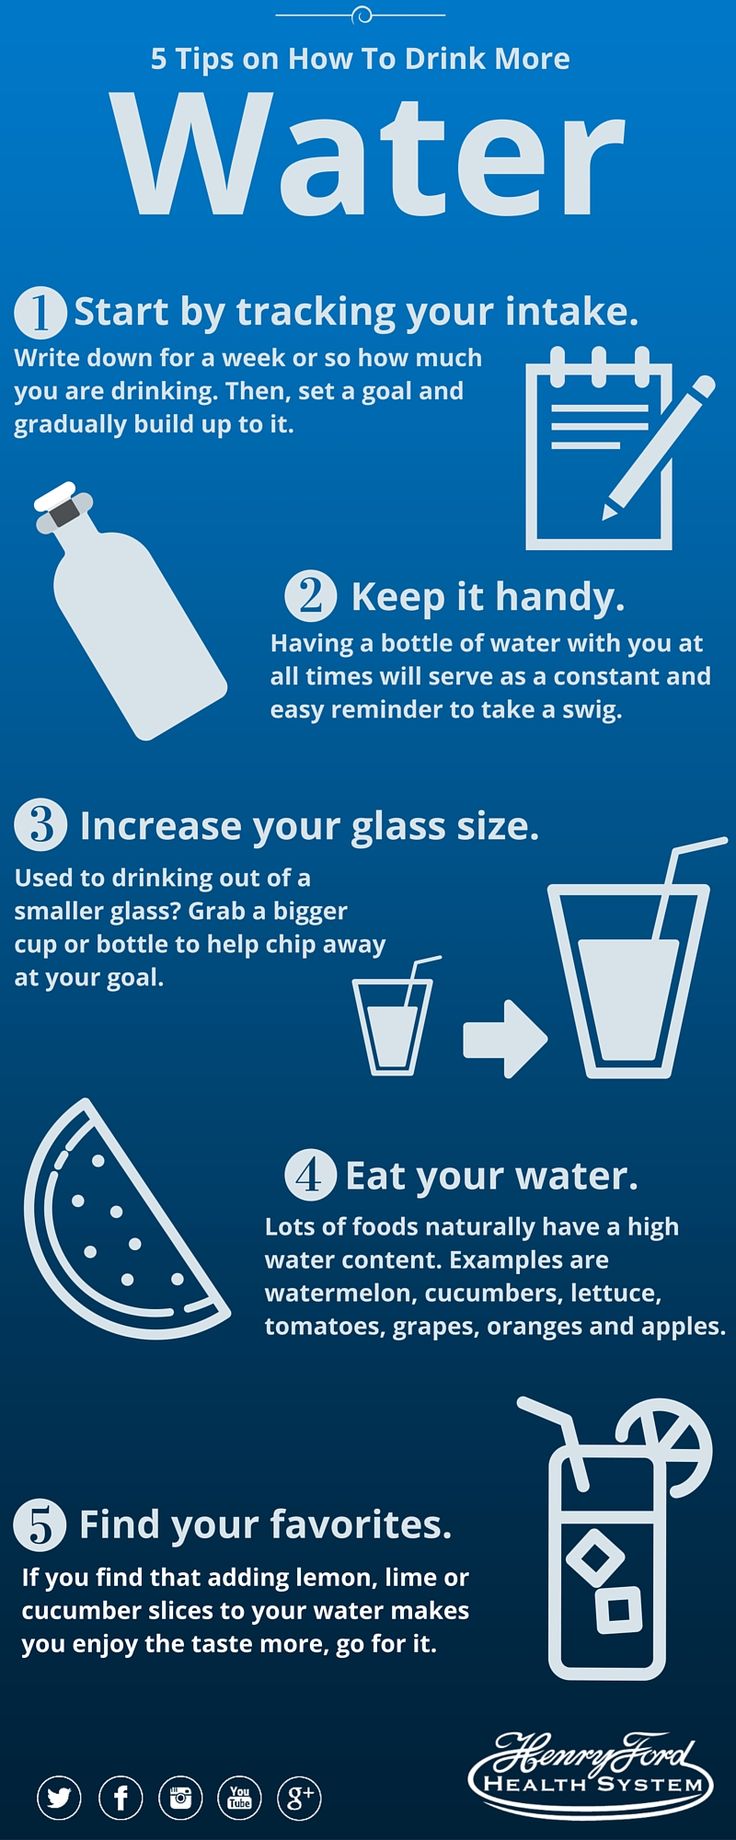 5 Tips on How To Drink More
Water
1 Start by tracking your intake.
Write down for a week or so how much
you are drinking. Then, set a goal and
gradually build up to it.
2 Keep it handy.
Having a bottle of water with you at
all times will serve as a constant and
easy reminder to take a swig.
3 Increase your glass size.
Used to drinking out of a
smaller glass? Grab a bigger
cup or bottle to help chip away
at your goal.
4 Eat your water.
Lots of foods naturally have a high
water content. Examples are
watermelon, cucumbers, lettuce,
tomatoes, grapes, oranges and apples.
5 Find your favorites.
If you find that adding lemon, lime or
cucumber slices to your water makes
you enjoy the taste more, go for it.
f
You
Tube
g+
Henry Ford
HEALTH SYSTEM